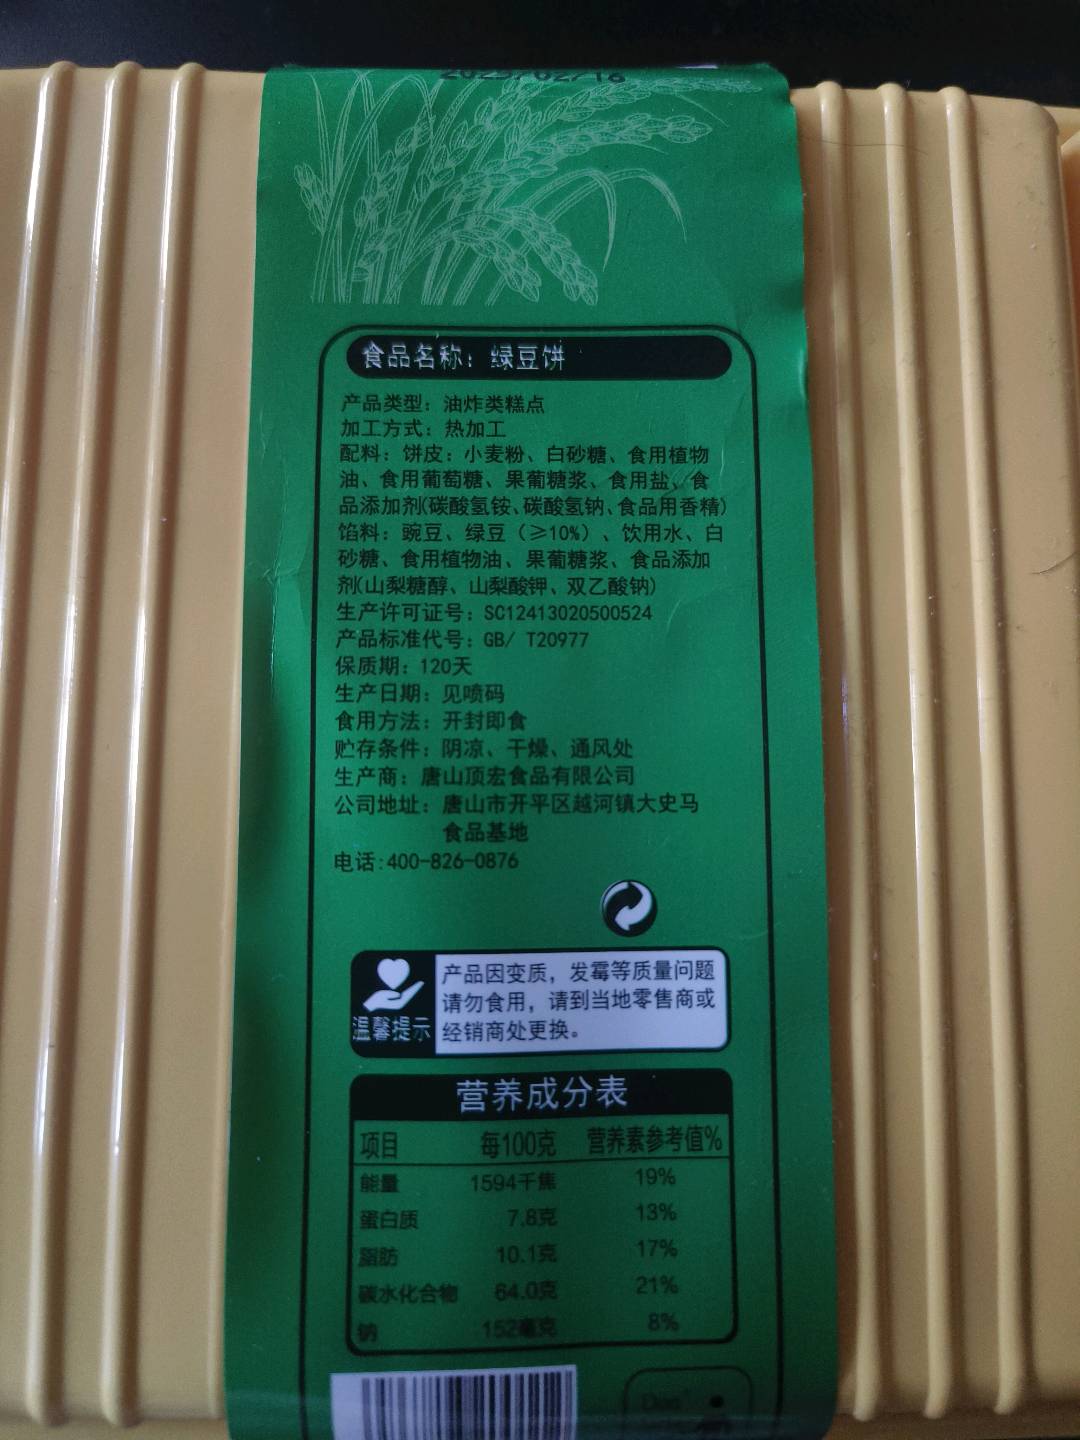 2025/02/16
食品名称：绿豆饼
产品类型：油炸类糕点
加工方式：热加工
配料：饼皮：小麦粉、白砂糖、食用植物
油、食用葡萄糖、果葡糖浆、食用盐、食
品添加剂(碳酸氢铵、碳酸氢钠、食品用香精)
馅料：豌豆、绿豆（≥10%）、饮用水、白
砂糖、食用植物油、果葡糖浆、食品添加
剂(山梨糖醇、山梨酸钾、双乙酸钠)
生产许可证号：SC12413020500524
产品标准代号：GB/ T20977
保质期：120天
生产日期：见喷码
食用方法：开封即食
贮存条件：阴凉、干燥、通风处
生产商：唐山顶宏食品有限公司
公司地址：唐山市开平区越河镇大史马
食品基地
电话:400-826-0876
温馨提示
产品因变质，发霉等质量问题
请勿食用，请到当地零售商或
经销商处更换。
营养成分表
项目 每100克 营养素参考值%
能量 1594千焦 19%
蛋白质 7.8克 13%
脂肪 10.1克 17%
碳水化合物 64.0克 21%
钠 152毫克 8%